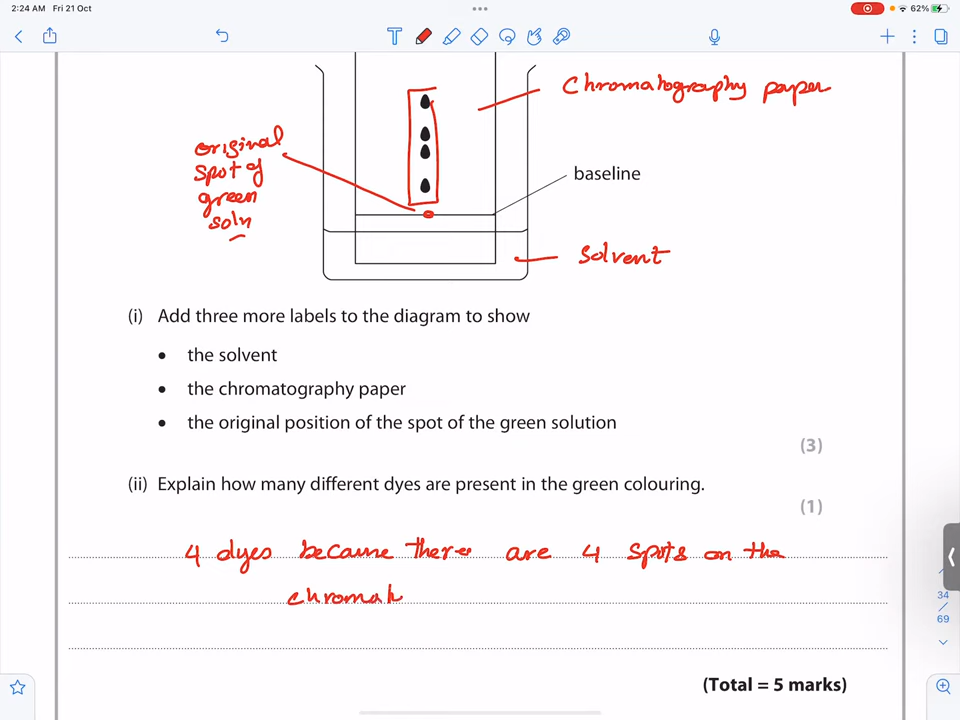 2:24 AM Fri 21 Oct
62%
Chromatography paper
original
spot of
green
soln
baseline
Solvent
(i) Add three more labels to the diagram to show
• the solvent
• the chromatography paper
• the original position of the spot of the green solution
(3)
(ii) Explain how many different dyes are present in the green colouring.
(1)
4 dyes because there are 4 spots on the
chromat
34
/
69
(Total = 5 marks)